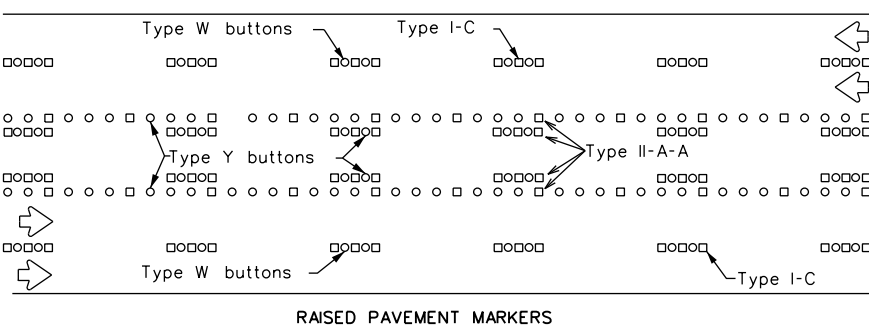 Type W buttons
Type I-C
Type Y buttons
Type II-A-A
Type W buttons
Type I-C
RAISED PAVEMENT MARKERS